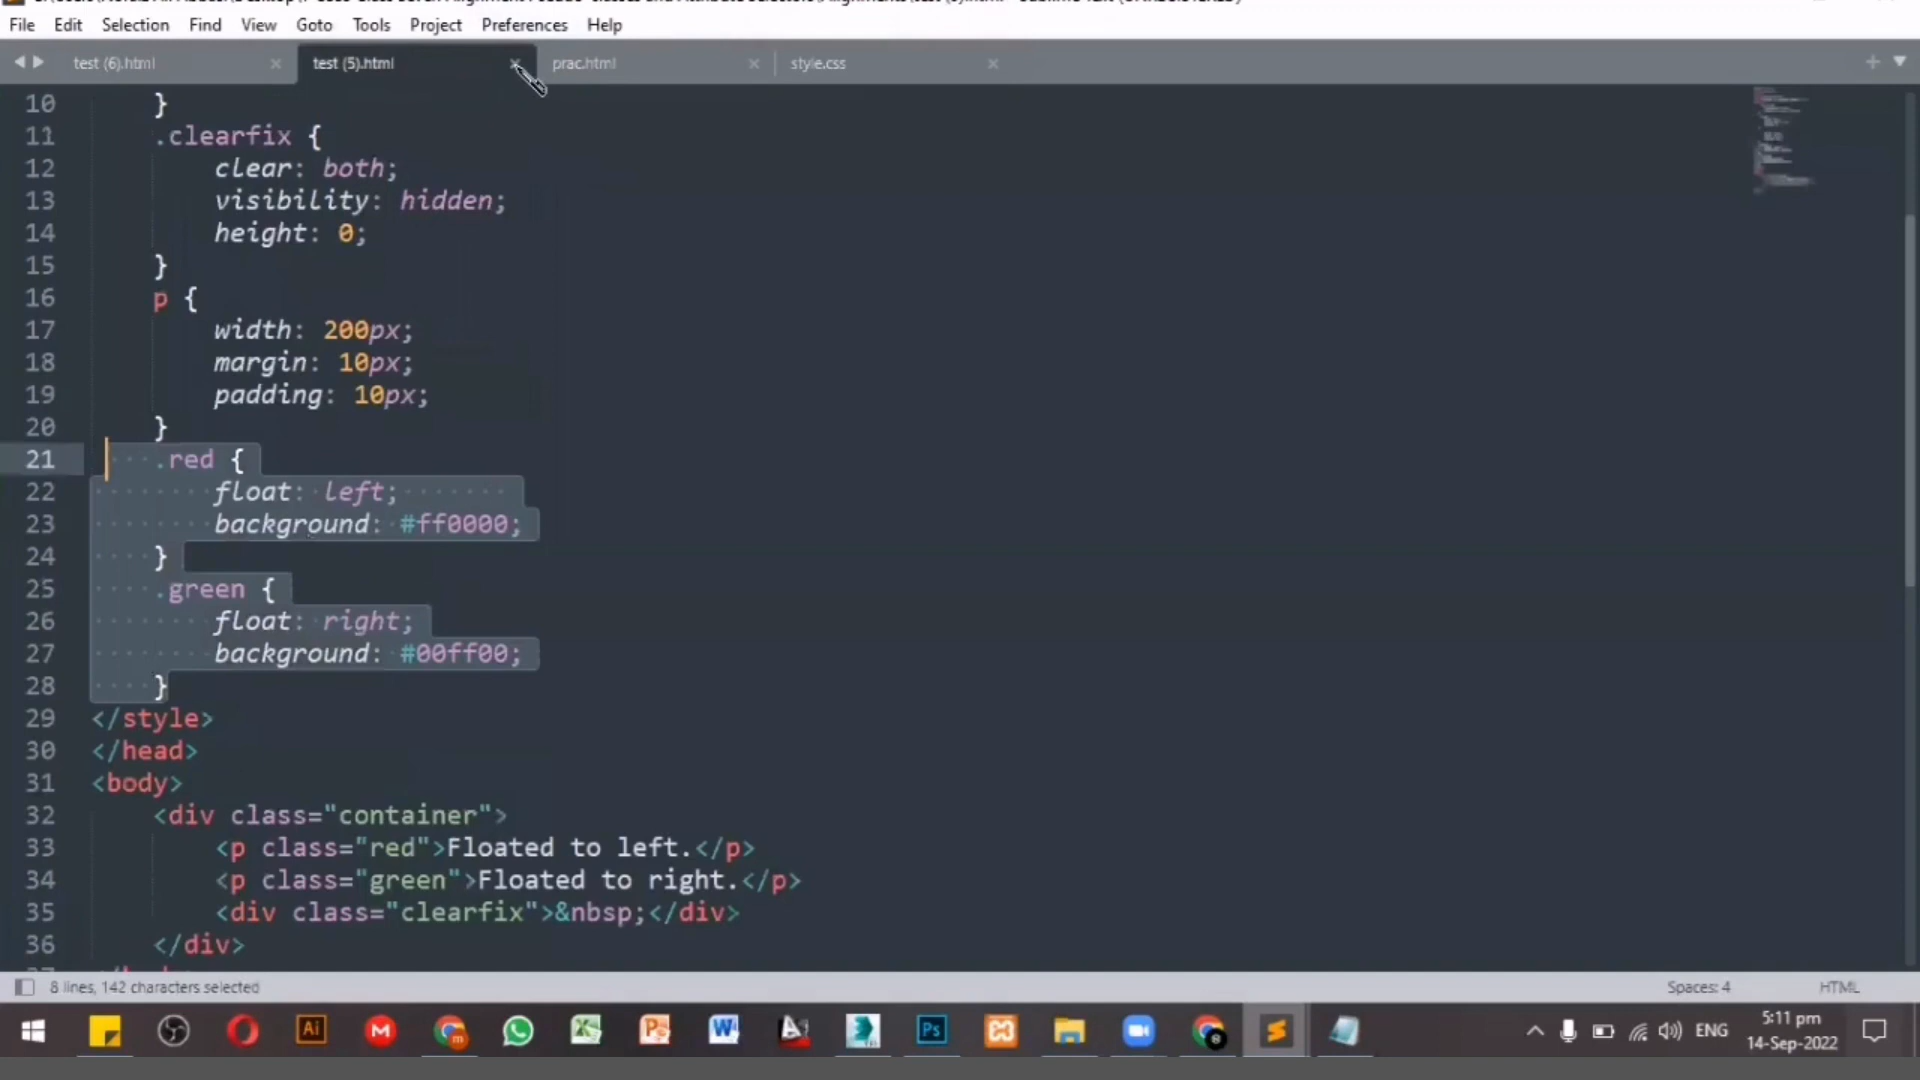 File Edit Selection Find View Goto Tools Project Preferences Help
test (6).html test (5).html prac.html style.css
10 }
11 .clearfix {
12 clear: both;
13 visibility: hidden;
14 height: 0;
15 }
16 p {
17 width: 200px;
18 margin: 10px;
19 padding: 10px;
20 }
21 .red {
22 float: left;
23 background: #ff0000;
24 }
25 .green {
26 float: right;
27 background: #00ff00;
28 }
29 </style>
30 </head>
31 <body>
32 <div class="container">
33 <p class="red">Floated to left.</p>
34 <p class="green">Floated to right.</p>
35 <div class="clearfix">&nbsp;</div>
36 </div>
8 lines, 142 characters selected Spaces: 4 HTML
Ai Ps ENG 5:11 pm
14-Sep-2022